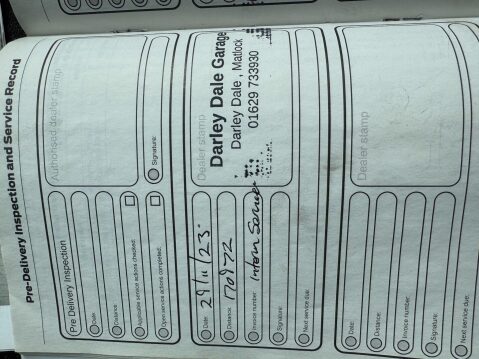 Pre-Delivery Inspection and Service Record
Pre Delivery Inspection
Date:
Distance:
Applicable service actions checked:
Open service actions completed:
Authorised dealer stamp
Signature:
Date: 29/11/23
Distance: 170972
Invoice number: Interim Service
Signature:
Next service due:
Dealer stamp
Darley Dale Garage
Darley Dale, Matlock
01629 733930
Date:
Distance:
Invoice number:
Signature:
Next service due:
Dealer stamp